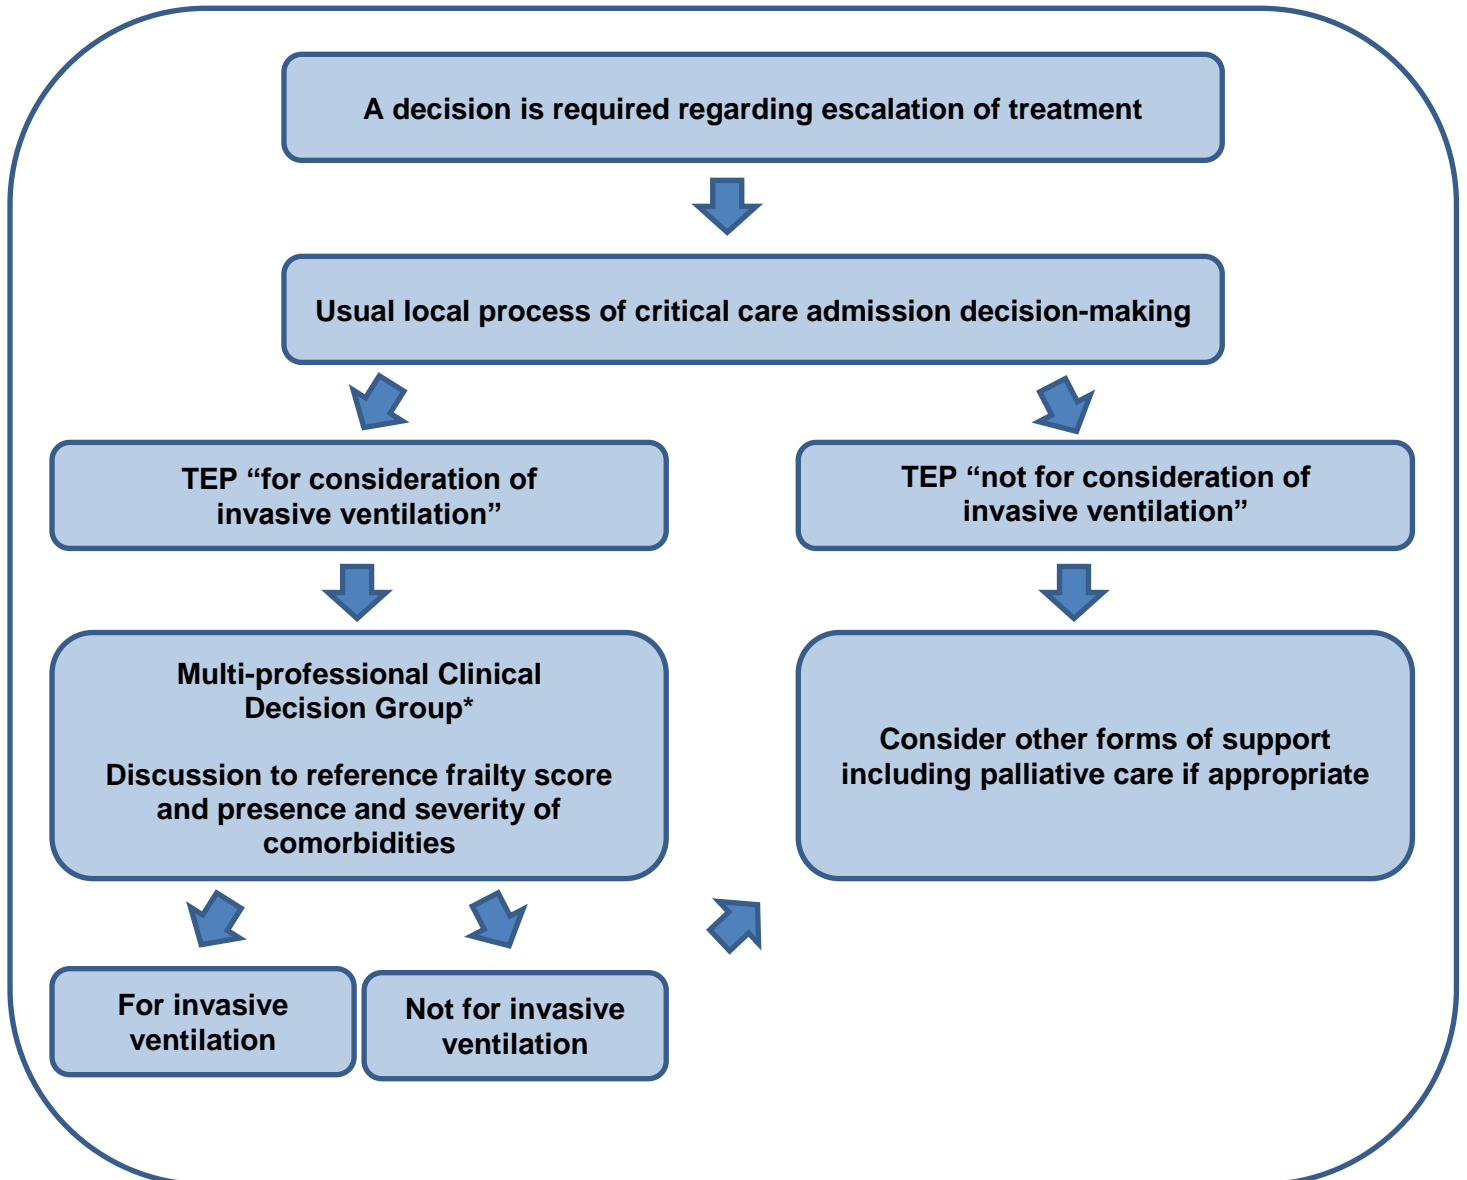 A decision is required regarding escalation of treatment
Usual local process of critical care admission decision-making
TEP “for consideration of
invasive ventilation”
TEP “not for consideration of
invasive ventilation”
Multi-professional Clinical
Decision Group*
Discussion to reference frailty score
and presence and severity of
comorbidities
Consider other forms of support
including palliative care if appropriate
For invasive
ventilation
Not for invasive
ventilation